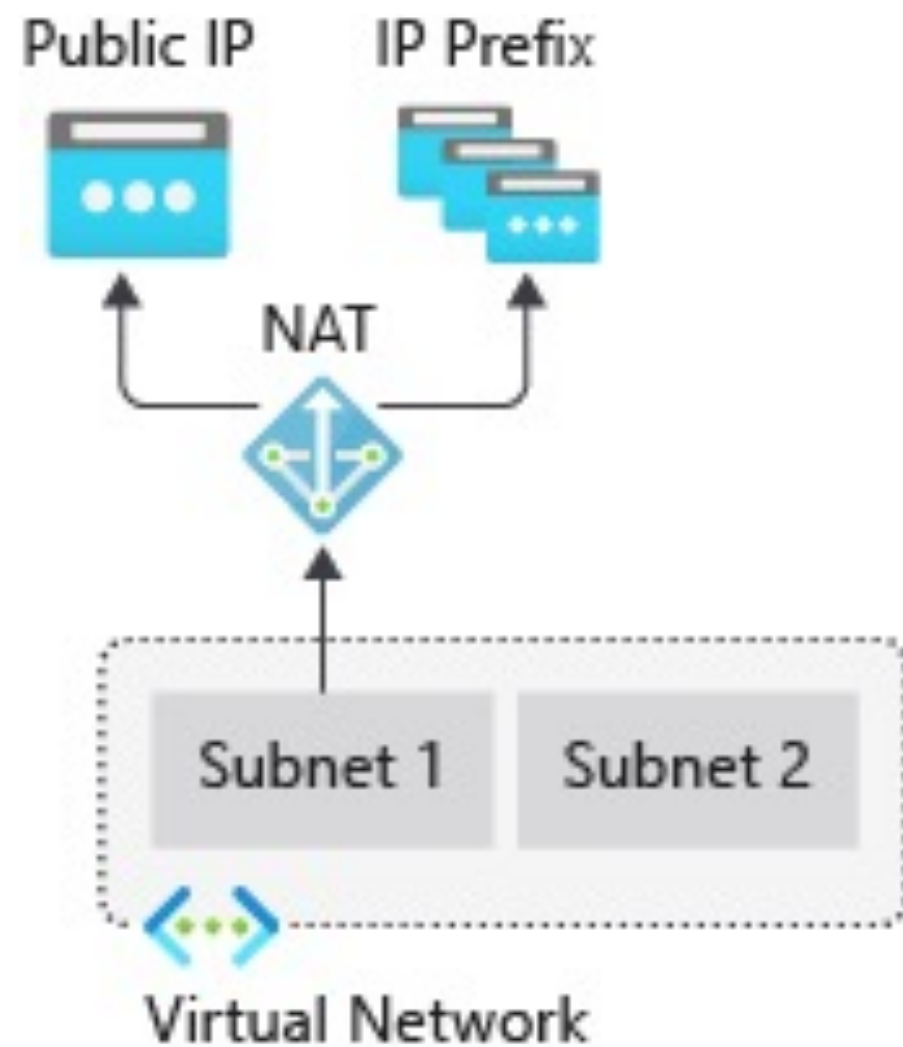 Public IP
IP Prefix
NAT
Subnet 1
Subnet 2
Virtual Network